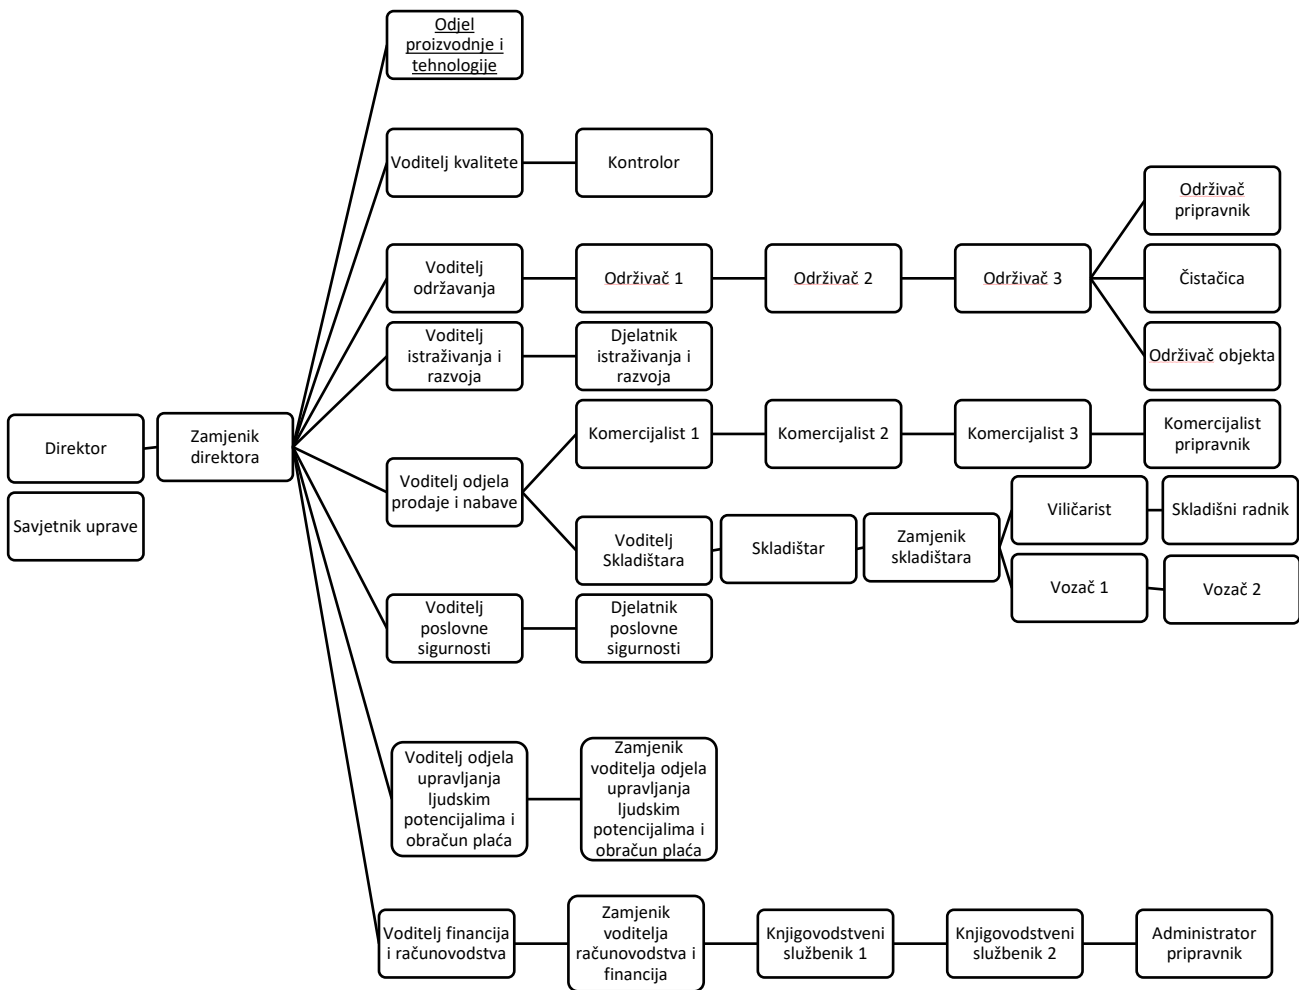 Odjel
proizvodnje i
tehnologije
Voditelj kvalitete
Kontrolor
Voditelj
održavanja
Održivač 1
Održivač 2
Održivač 3
Održivač
pripravnik
Čistačica
Održivač objekta
Voditelj
istraživanja i
razvoja
Djelatnik
istraživanja i
razvoja
Direktor
Zamjenik
direktora
Savjetnik uprave
Voditelj odjela
prodaje i nabave
Komercijalist 1
Komercijalist 2
Komercijalist 3
Komercijalist
pripravnik
Voditelj
Skladištara
Skladištar
Zamjenik
skladištara
Viličarist
Skladišni radnik
Vozač 1
Vozač 2
Voditelj
poslovne
sigurnosti
Djelatnik
poslovne
sigurnosti
Voditelj odjela
upravljanja
ljudskim
potencijalima i
obračun plaća
Zamjenik
voditelja odjela
upravljanja
ljudskim
potencijalima i
obračun plaća
Voditelj financija
i računovodstva
Zamjenik
voditelja
računovodstva i
financija
Knjigovodstveni
službenik 1
Knjigovodstveni
službenik 2
Administrator
pripravnik